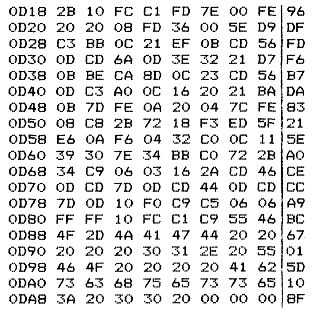 0D18 2B 10 FC C1 FD 7E 00 FE 96
0D20 20 20 08 FD 36 00 5E D9 DF
0D28 C3 BB 0C 21 EF 0B CD 56 FD
0D30 0D CD 6A 0D 3E 32 21 D7 F6
0D38 0B BE CA 8D 0C 23 CD 56 B7
0D40 0D C3 A0 0C 16 20 21 BA DA
0D48 0B 7D FE 0A 20 04 7C FE 83
0D50 08 C8 2B 72 18 F3 ED 5F 21
0D58 E6 0A F6 04 32 C0 0C 11 5E
0D60 39 30 7E 34 BB C0 72 2B A0
0D68 34 C9 06 03 16 2A CD 46 CE
0D70 0D CD 7D 0D CD 44 0D CD CC
0D78 7D 0D 10 F0 C9 C5 06 06 A9
0D80 FF FF 10 FC C1 C9 55 46 BC
0D88 4F 2D 4A 41 47 44 20 20 67
0D90 20 20 20 30 31 2E 20 55 01
0D98 46 4F 20 20 20 20 41 62 5D
0DA0 73 63 68 75 65 73 73 65 10
0DA8 3A 20 30 30 20 00 00 00 8F